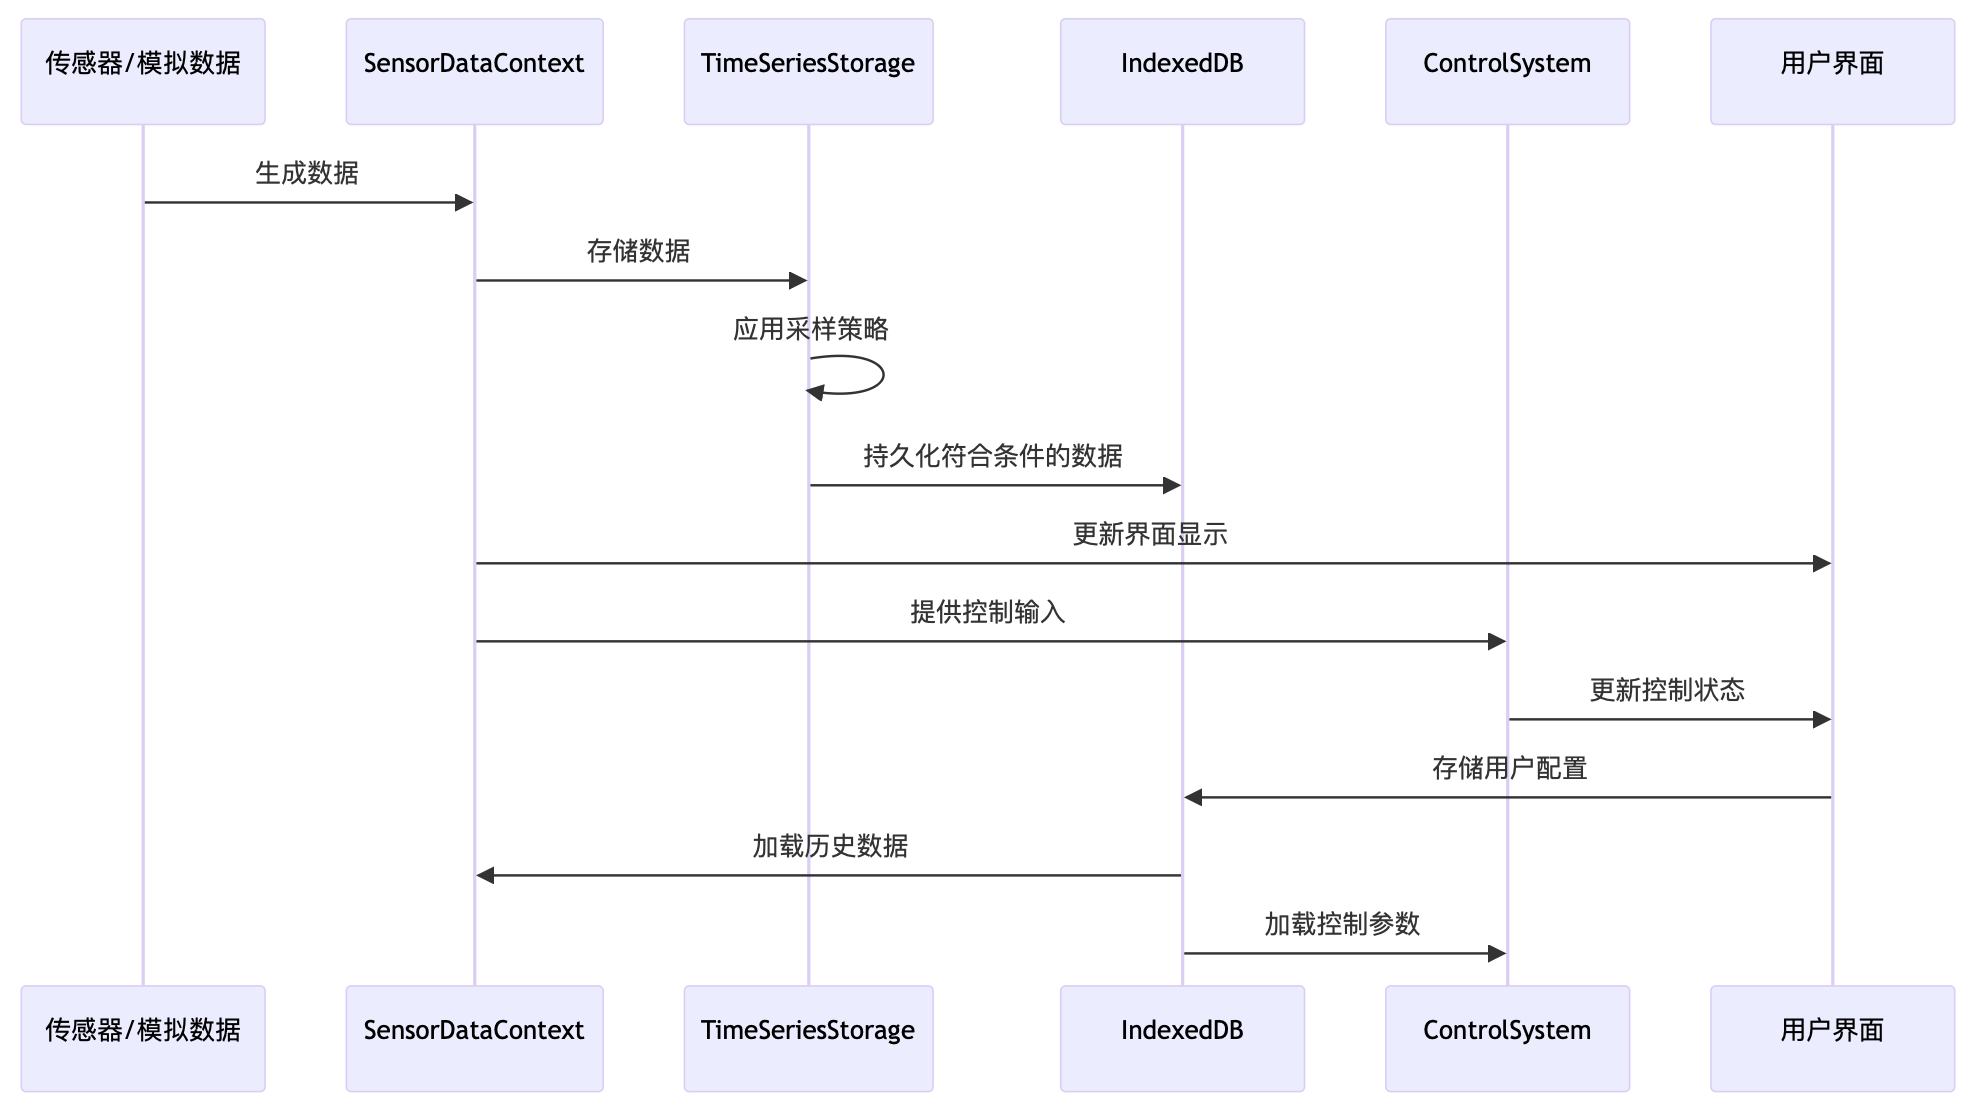 传感器/模拟数据
SensorDataContext
TimeSeriesStorage
IndexedDB
ControlSystem
用户界面
生成数据
存储数据
应用采样策略
持久化符合条件的数据
更新界面显示
提供控制输入
更新控制状态
存储用户配置
加载历史数据
加载控制参数
传感器/模拟数据
SensorDataContext
TimeSeriesStorage
IndexedDB
ControlSystem
用户界面